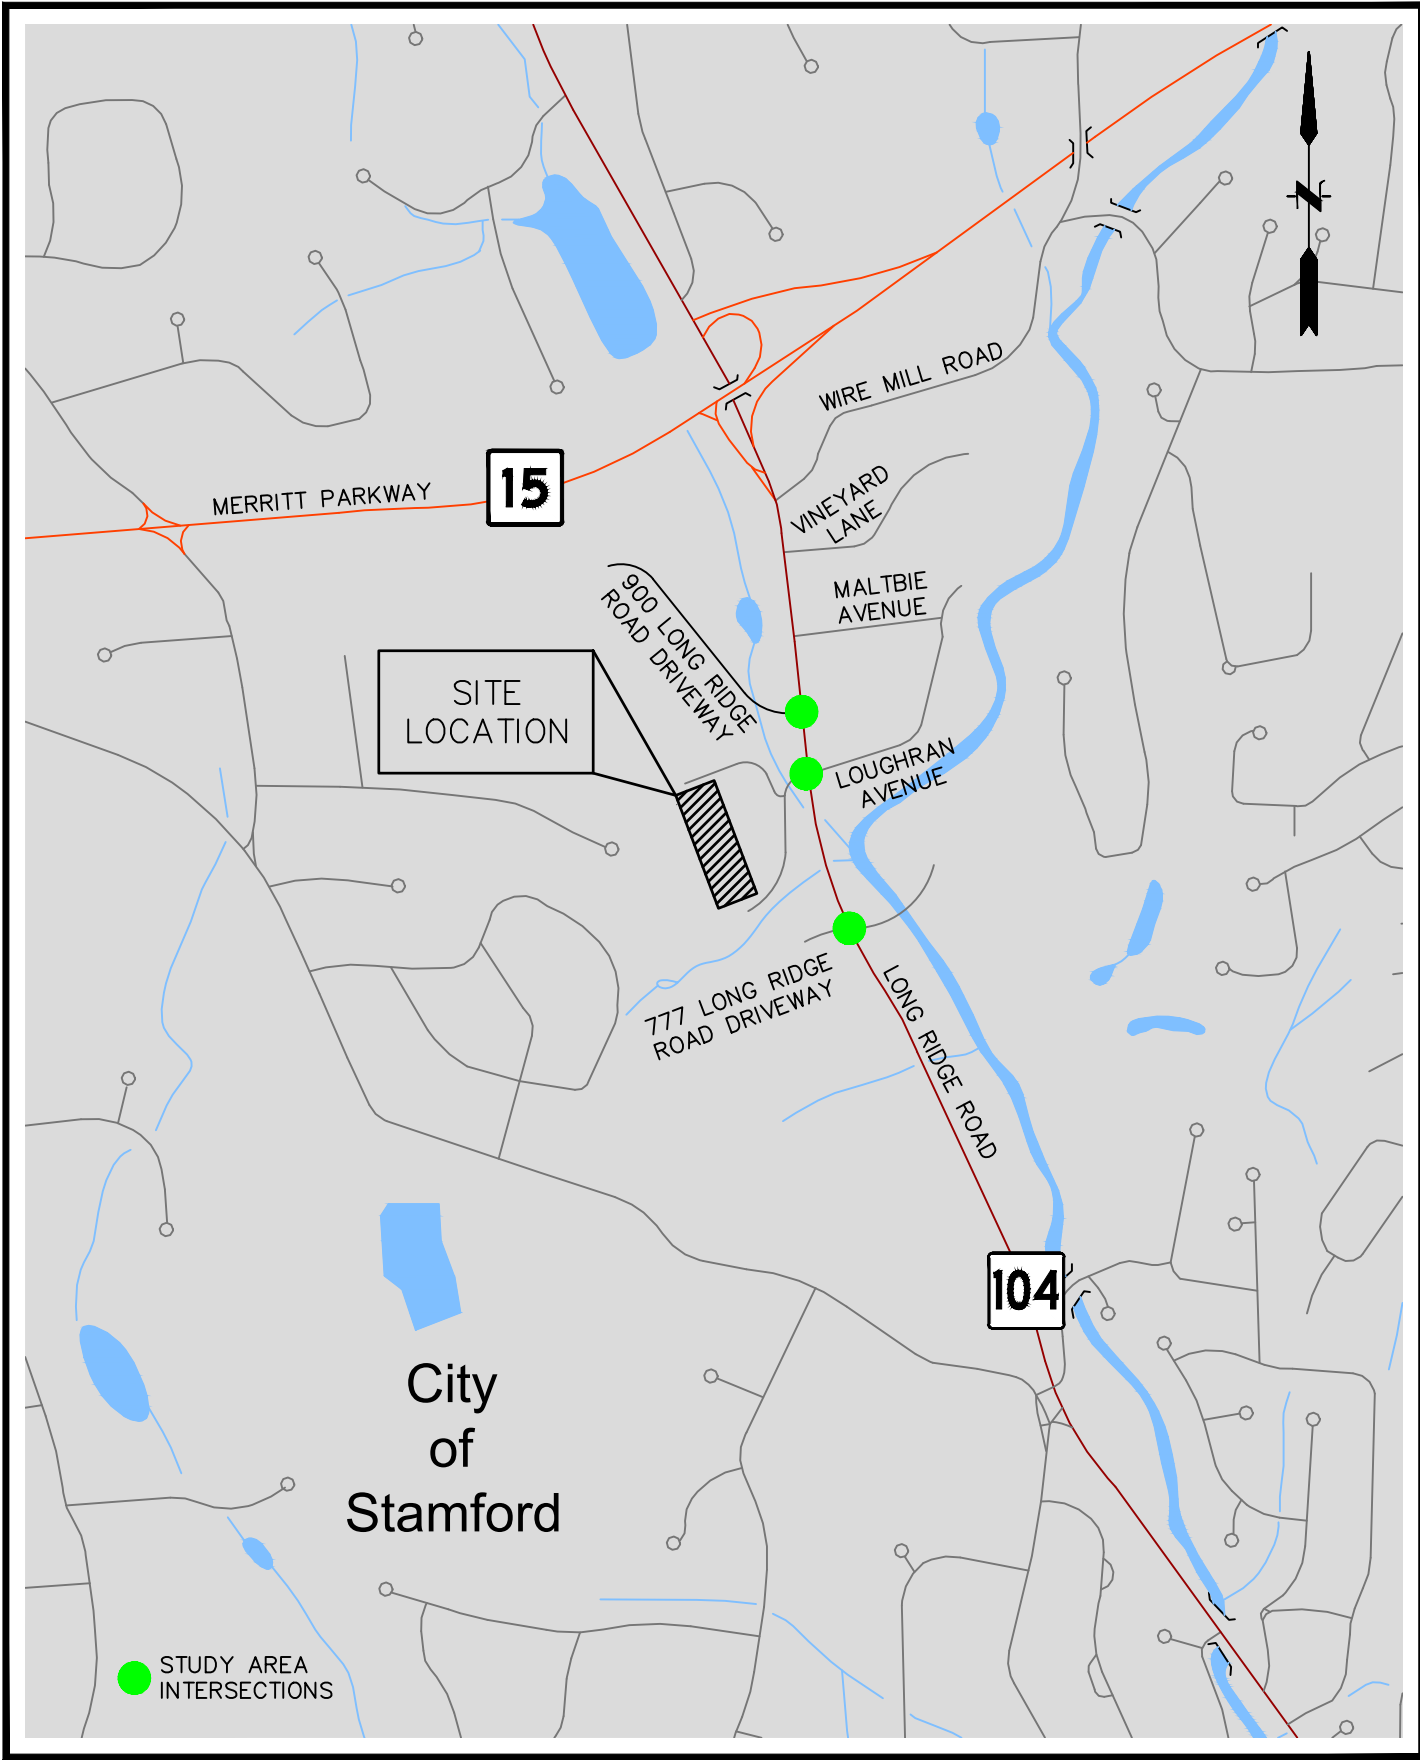 N
WIRE MILL ROAD
15
MERRITT PARKWAY
VINEYARD
LANE
MALTBIE
AVENUE
900 LONG RIDGE
ROAD DRIVEWAY
SITE
LOCATION
LOUGHRAN
AVENUE
777 LONG RIDGE
ROAD DRIVEWAY
LONG RIDGE ROAD
104
City
of
Stamford
STUDY AREA
INTERSECTIONS